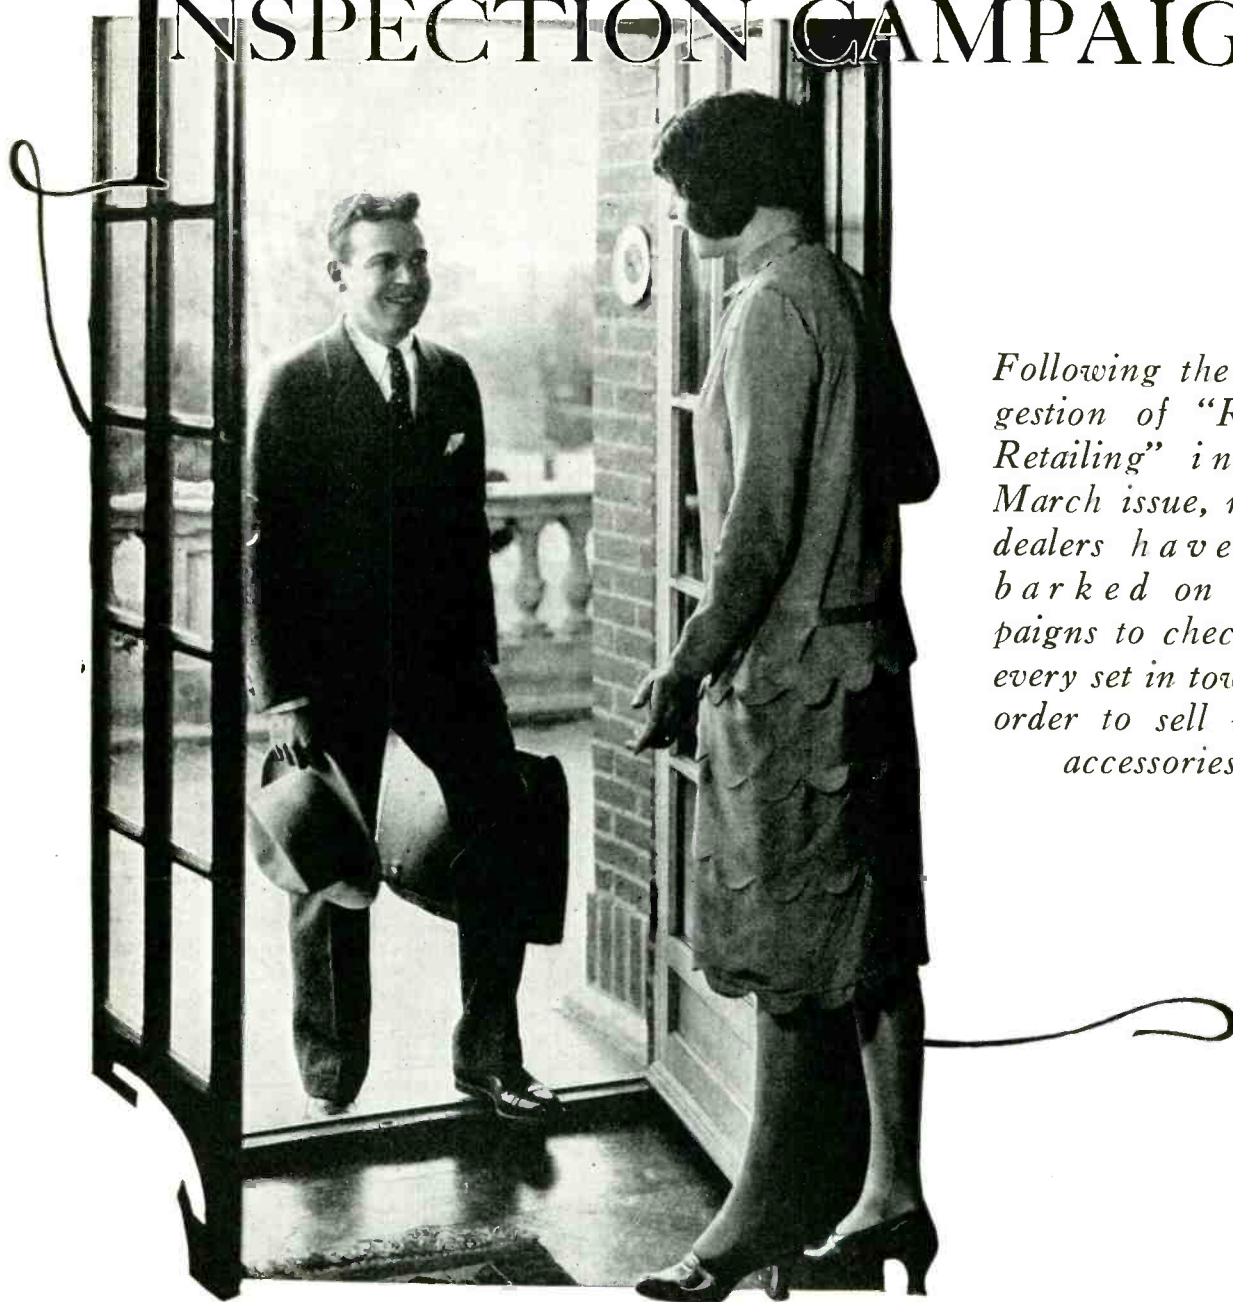 INSPECTION CAMPAIG
Following the
gestion of “R
Retailing” in
March issue,
dealers have
barked on
paigns to chec
every set in tow
order to sell
accessories